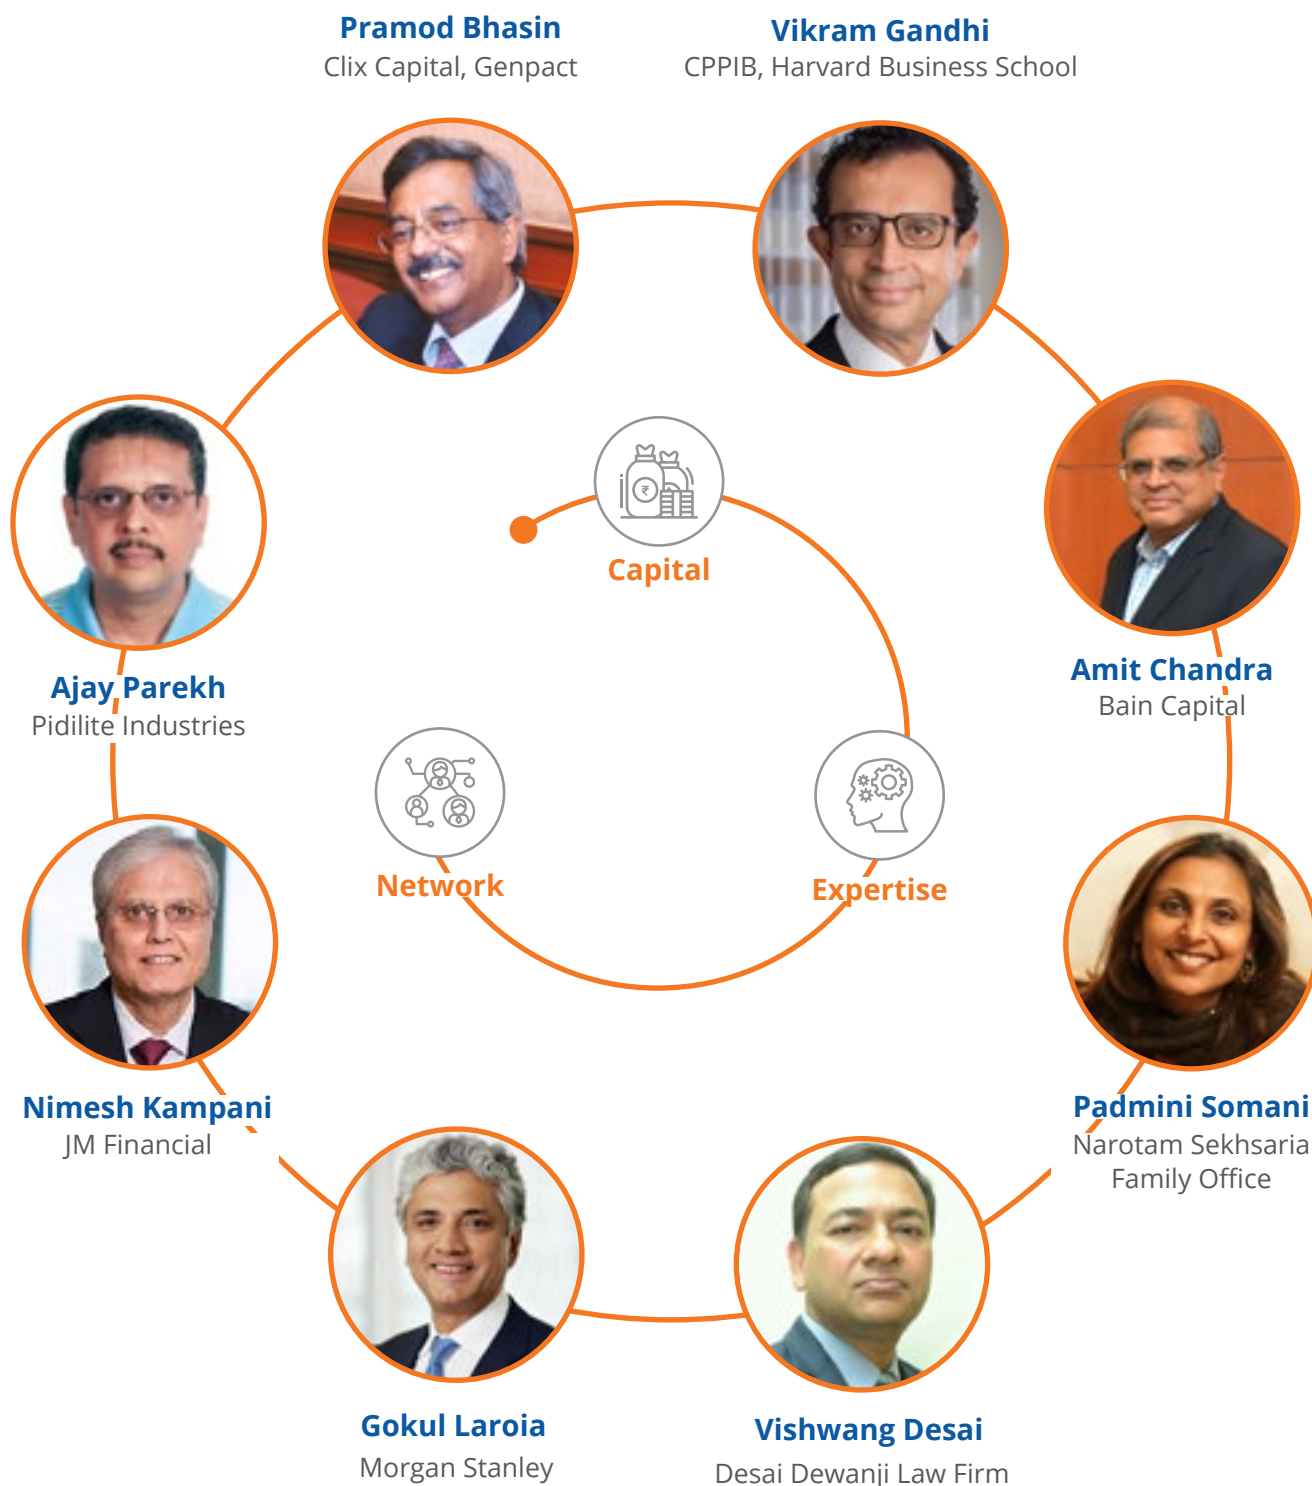 Pramod Bhasin
Clix Capital, Genpact
Vikram Gandhi
CPPIB, Harvard Business School
Capital
₹
Ajay Parekh
Pidilite Industries
Amit Chandra
Bain Capital
Network
Expertise
Nimesh Kampani
JM Financial
Padmini Somani
Narotam Sekhsaria
Family Office
Gokul Laroia
Morgan Stanley
Vishwang Desai
Desai Dewanji Law Firm